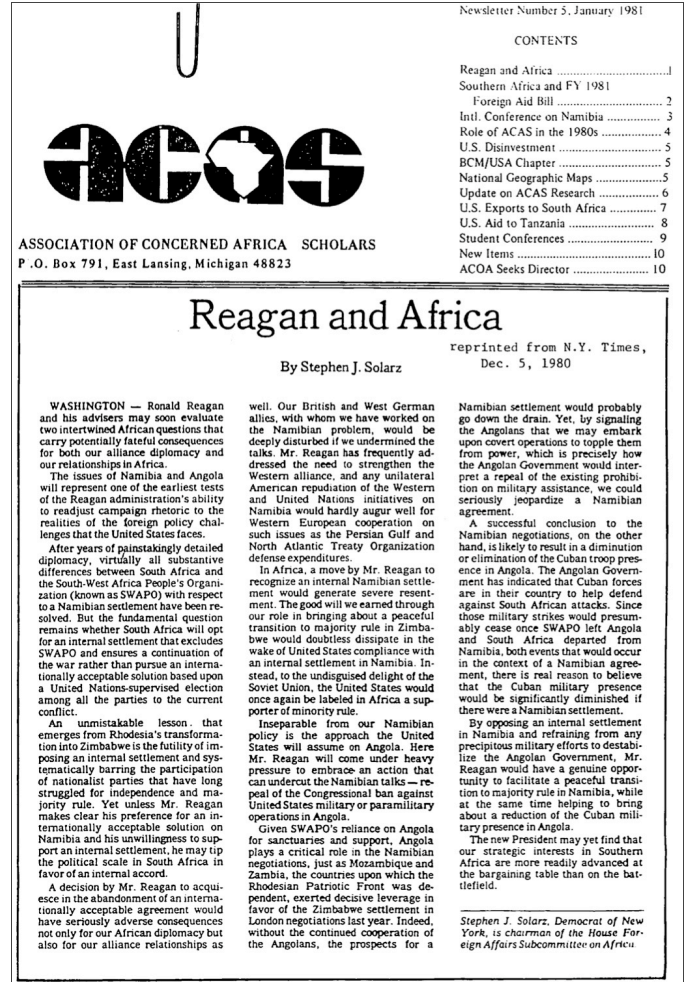 Newsletter Number 5, January 1981
CONTENTS
Reagan and Africa ................................1
Southern Africa and FY 1981
Foreign Aid Bill .......................... 2
Intl. Conference on Namibia ............... 3
Role of ACAS in the 1980s ................. 4
U.S. Disinvestment ........................ 5
BCM/USA Chapter ........................... 5
National Geographic Maps ..................5
Update on ACAS Research ................... 6
U.S. Exports to South Africa .............. 7
U.S. Aid to Tanzania ...................... 8
Student Conferences ....................... 9
New Items .................................10
ACOA Seeks Director ....................... 10
acas
ASSOCIATION OF CONCERNED AFRICA SCHOLARS
P.O. Box 791, East Lansing, Michigan 48823
Reagan and Africa
reprinted from N.Y. Times,
Dec. 5, 1980
By Stephen J. Solarz
WASHINGTON — Ronald Reagan
and his advisers may soon evaluate
two intertwined African questions that
carry potentially fateful consequences
for both our alliance diplomacy and
our relationships in Africa.
The issues of Namibia and Angola
will represent one of the earliest tests
of the Reagan administration's ability
to readjust campaign rhetoric to the
realities of the foreign policy chal-
lenges that the United States faces.
After years of painstakingly detailed
diplomacy, virtually all substantive
differences between South Africa and
the South-West Africa People's Organi-
zation (known as SWAPO) with respect
to a Namibian settlement have been re-
solved. But the fundamental question
remains whether South Africa will opt
for an internal settlement that excludes
SWAPO and ensures a continuation of
the war rather than pursue an interna-
tionally acceptable solution based upon
a United Nations-supervised election
among all the parties to the current
conflict.
An unmistakable lesson that
emerges from Rhodesia's transforma-
tion into Zimbabwe is the futility of im-
posing an internal settlement and sys-
tematically barring the participation
of nationalist parties that have long
struggled for independence and ma-
jority rule. Yet unless Mr. Reagan
makes clear his preference for an in-
ternationally acceptable solution on
Namibia and his unwillingness to sup-
port an internal settlement, he may tip
the political scale in South Africa in
favor of an internal accord.
A decision by Mr. Reagan to acqui-
esce in the abandonment of an interna-
tionally acceptable agreement would
have seriously adverse consequences
not only for our African diplomacy but
also for our alliance relationships as
well. Our British and West German
allies, with whom we have worked on
the Namibian problem, would be
deeply disturbed if we undermined the
talks. Mr. Reagan has frequently ad-
dressed the need to strengthen the
Western alliance, and any unilateral
American repudiation of the Western
and United Nations initiatives on
Namibia would hardly augur well for
Western European cooperation on
such issues as the Persian Gulf and
North Atlantic Treaty Organization
defense expenditures.
In Africa, a move by Mr. Reagan to
recognize an internal Namibian settle-
ment would generate severe resent-
ment. The good will we earned through
our role in bringing about a peaceful
transition to majority rule in Zimba-
bwe would doubtless dissipate in the
wake of United States compliance with
an internal settlement in Namibia. In-
stead, to the undisguised delight of the
Soviet Union, the United States would
once again be labeled in Africa a sup-
porter of minority rule.
Inseparable from our Namibian
policy is the approach the United
States will assume on Angola. Here
Mr. Reagan will come under heavy
pressure to embrace an action that
can undercut the Namibian talks — re-
peal of the Congressional ban against
United States military or paramilitary
operations in Angola.
Given SWAPO's reliance on Angola
for sanctuaries and support, Angola
plays a critical role in the Namibian
negotiations, just as Mozambique and
Zambia, the countries upon which the
Rhodesian Patriotic Front was de-
pendent, exerted decisive leverage in
favor of the Zimbabwe settlement in
London negotiations last year. Indeed,
without the continued cooperation of
the Angolans, the prospects for a
Namibian settlement would probably
go down the drain. Yet, by signaling
the Angolans that we may embark
upon covert operations to topple them
from power, which is precisely how
the Angolan Government would inter-
pret a repeal of the existing prohibi-
tion on military assistance, we could
seriously jeopardize a Namibian
agreement.
A successful conclusion to the
Namibian negotiations, on the other
hand, is likely to result in a diminution
or elimination of the Cuban troop pres-
ence in Angola. The Angolan Govern-
ment has indicated that Cuban forces
are in their country to help defend
against South African attacks. Since
those military strikes would presum-
ably cease once SWAPO left Angola
and South Africa departed from
Namibia, both events that would occur
in the context of a Namibian agree-
ment, there is real reason to believe
that the Cuban military presence
would be significantly diminished if
there were a Namibian settlement.
By opposing an internal settlement
in Namibia and refraining from any
precipitous military efforts to destabi-
lize the Angolan Government, Mr.
Reagan would have a genuine oppor-
tunity to facilitate a peaceful transi-
tion to majority rule in Namibia, while
at the same time helping to bring
about a reduction of the Cuban mili-
tary presence in Angola.
The new President may yet find that
our strategic interests in Southern
Africa are more readily advanced at
the bargaining table than on the bat-
tlefield.
Stephen J. Solarz, Democrat of New
York, is chairman of the House For-
eign Affairs Subcommittee on Africa.